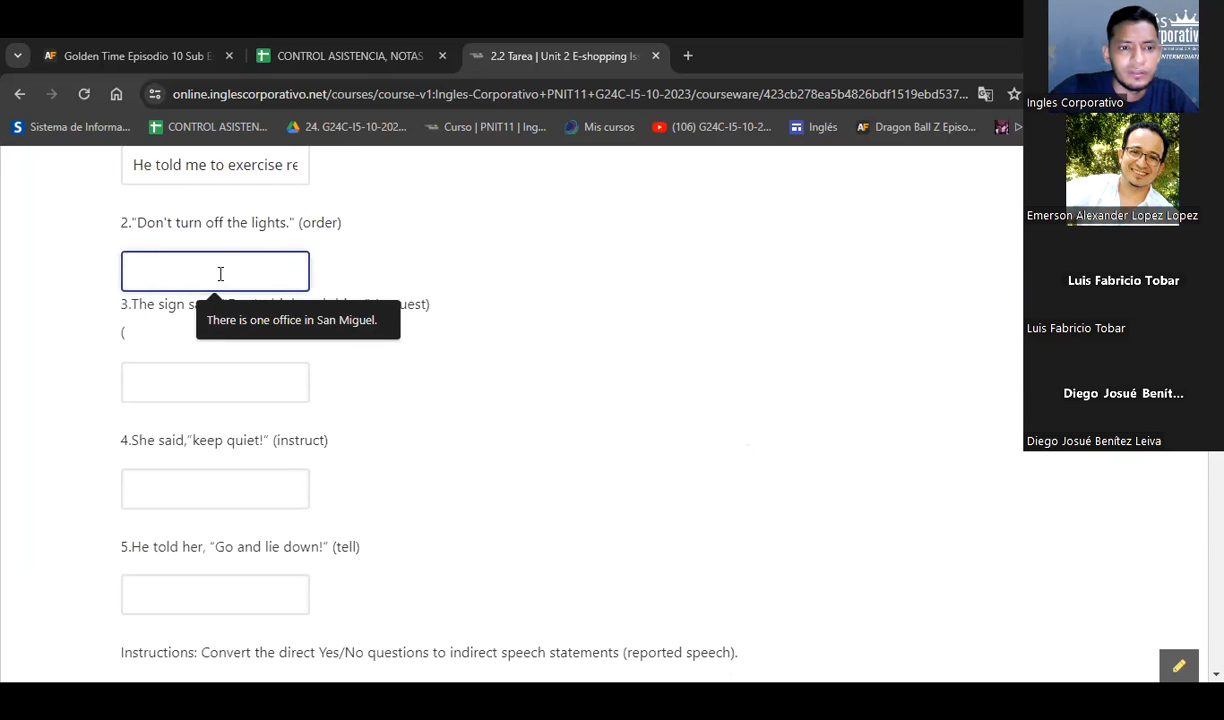 Golden Time Episodio 10 Sub E
CONTROL ASISTENCIA, NOTAS
2.2 Tarea | Unit 2 E-shopping Is
online.inglescorporativo.net/courses/course-v1:Ingles-Corporativo+PNIT11+G24C-I5-10-2023/courseware/423cb278ea5b4826bdf1519ebd537...
Sistema de Informa...
CONTROL ASISTEN...
24. G24C-I5-10-202...
Curso | PNIT11 | Ing...
Mis cursos
(106) G24C-I5-10-2...
Inglés
Dragon Ball Z Episo...
He told me to exercise re
2."Don't turn off the lights." (order)
3.The sign s
uest)
There is one office in San Miguel.
(
4.She said,“keep quiet!” (instruct)
5.He told her, “Go and lie down!” (tell)
Instructions: Convert the direct Yes/No questions to indirect speech statements (reported speech).
Ingles Corporativo
Emerson Alexander Lopez Lopez
Luis Fabricio Tobar
Luis Fabricio Tobar
Diego Josué Benít...
Diego Josué Benítez Leiva